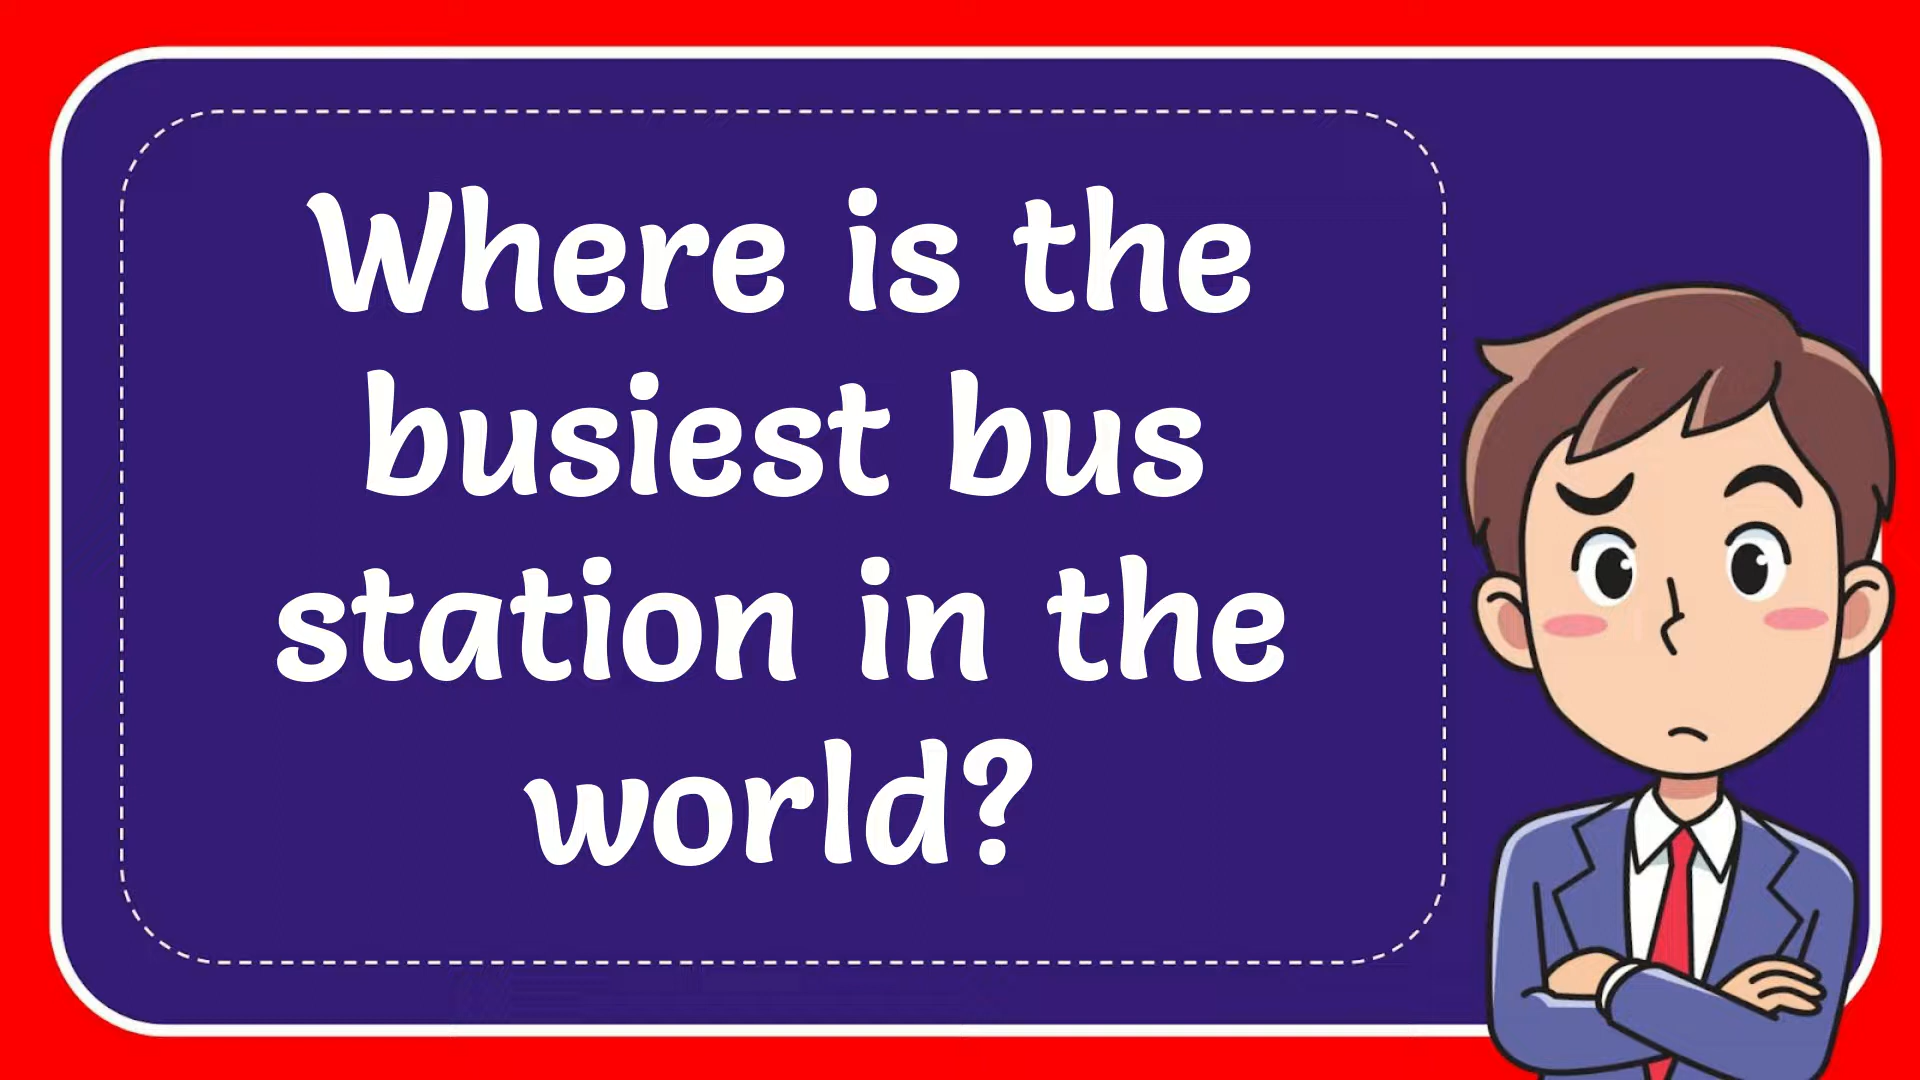 Where is the
busiest bus
station in the
world?